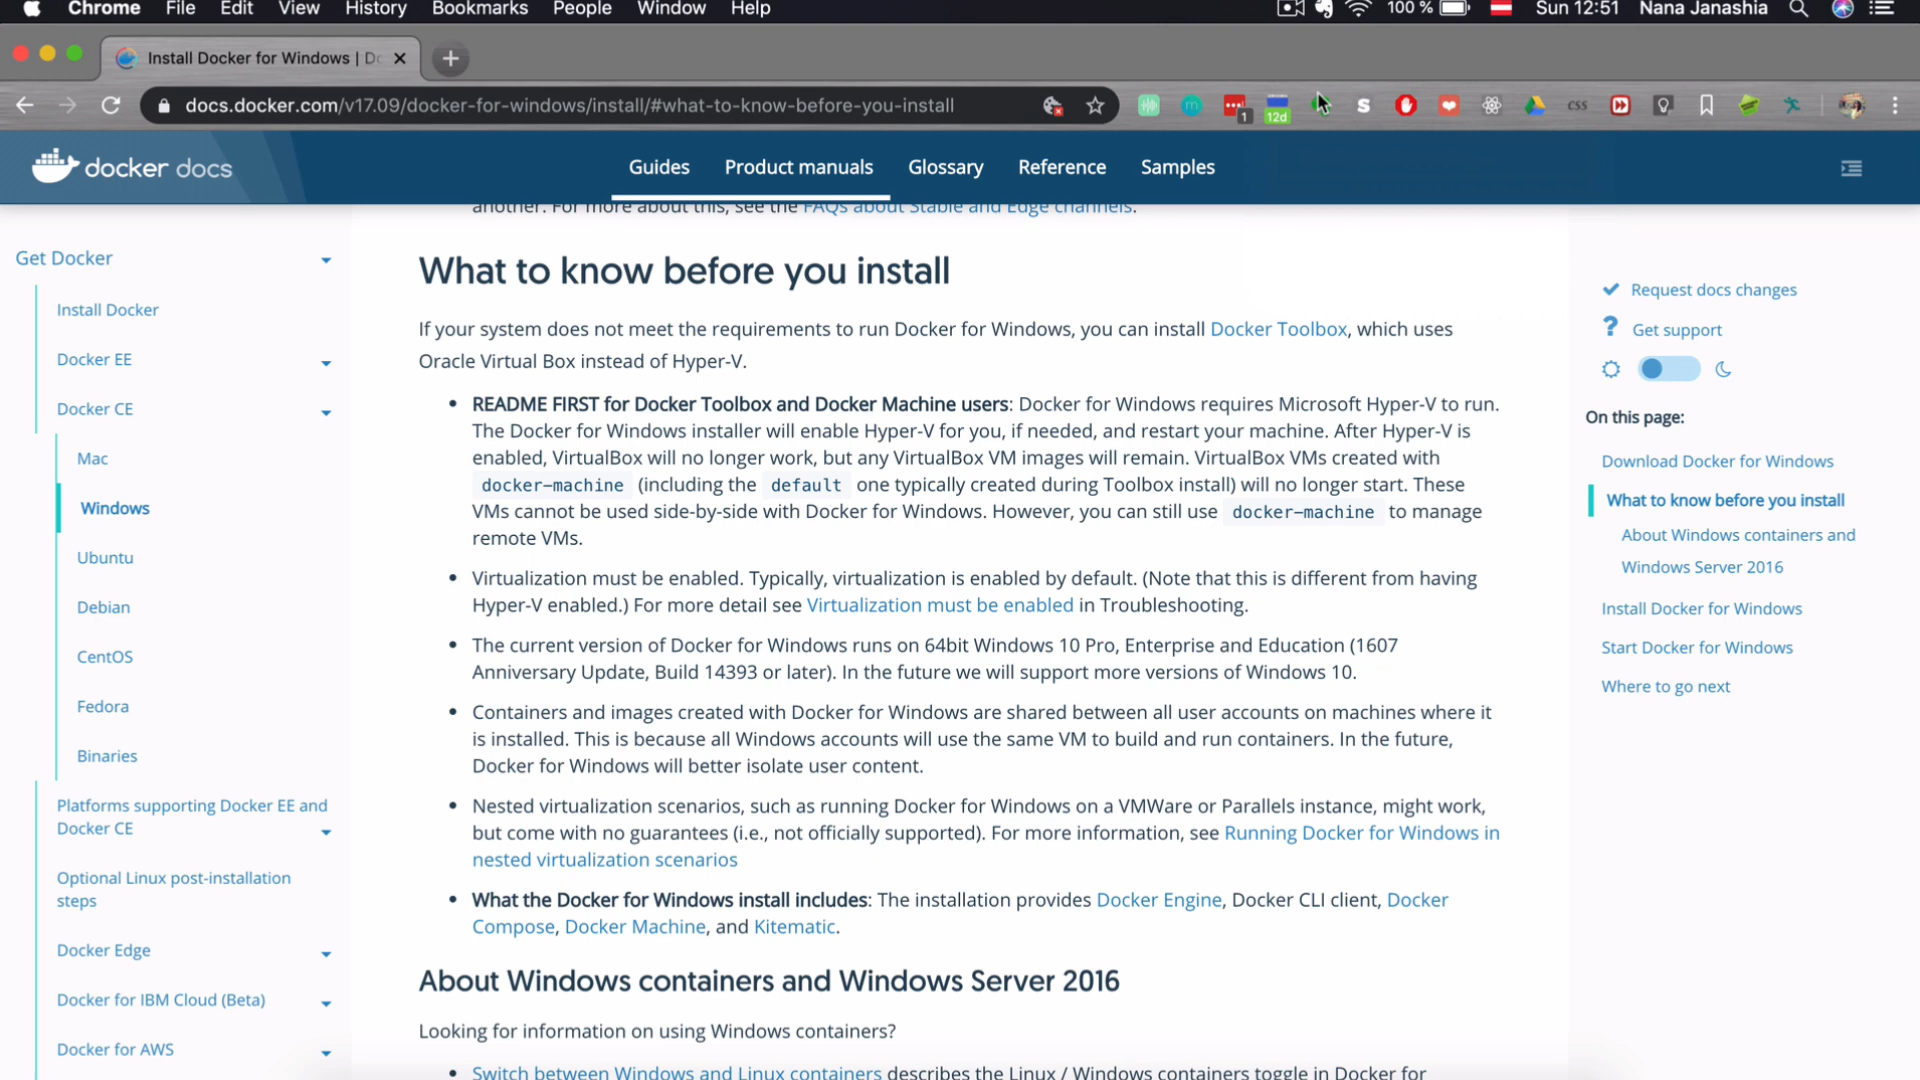 Chrome File Edit View History Bookmarks People Window Help 100 % Sun 12:51 Nana Janashia
Install Docker for Windows | Do
docs.docker.com/v17.09/docker-for-windows/install/#what-to-know-before-you-install
1 12d S css
docker docs
Guides Product manuals Glossary Reference Samples
another. For more about this, see the FAQs about Stable and Edge channels.
Get Docker
Install Docker
Docker EE
Docker CE
Mac
Windows
Ubuntu
Debian
CentOS
Fedora
Binaries
Platforms supporting Docker EE and
Docker CE
Optional Linux post-installation
steps
Docker Edge
Docker for IBM Cloud (Beta)
Docker for AWS
What to know before you install
If your system does not meet the requirements to run Docker for Windows, you can install Docker Toolbox, which uses
Oracle Virtual Box instead of Hyper-V.
• README FIRST for Docker Toolbox and Docker Machine users: Docker for Windows requires Microsoft Hyper-V to run.
The Docker for Windows installer will enable Hyper-V for you, if needed, and restart your machine. After Hyper-V is
enabled, VirtualBox will no longer work, but any VirtualBox VM images will remain. VirtualBox VMs created with
docker-machine (including the default one typically created during Toolbox install) will no longer start. These
VMs cannot be used side-by-side with Docker for Windows. However, you can still use docker-machine to manage
remote VMs.
• Virtualization must be enabled. Typically, virtualization is enabled by default. (Note that this is different from having
Hyper-V enabled.) For more detail see Virtualization must be enabled in Troubleshooting.
• The current version of Docker for Windows runs on 64bit Windows 10 Pro, Enterprise and Education (1607
Anniversary Update, Build 14393 or later). In the future we will support more versions of Windows 10.
• Containers and images created with Docker for Windows are shared between all user accounts on machines where it
is installed. This is because all Windows accounts will use the same VM to build and run containers. In the future,
Docker for Windows will better isolate user content.
• Nested virtualization scenarios, such as running Docker for Windows on a VMWare or Parallels instance, might work,
but come with no guarantees (i.e., not officially supported). For more information, see Running Docker for Windows in
nested virtualization scenarios
• What the Docker for Windows install includes: The installation provides Docker Engine, Docker CLI client, Docker
Compose, Docker Machine, and Kitematic.
About Windows containers and Windows Server 2016
Looking for information on using Windows containers?
• Switch between Windows and Linux containers describes the Linux / Windows containers toggle in Docker for
Request docs changes
Get support
On this page:
Download Docker for Windows
What to know before you install
About Windows containers and
Windows Server 2016
Install Docker for Windows
Start Docker for Windows
Where to go next